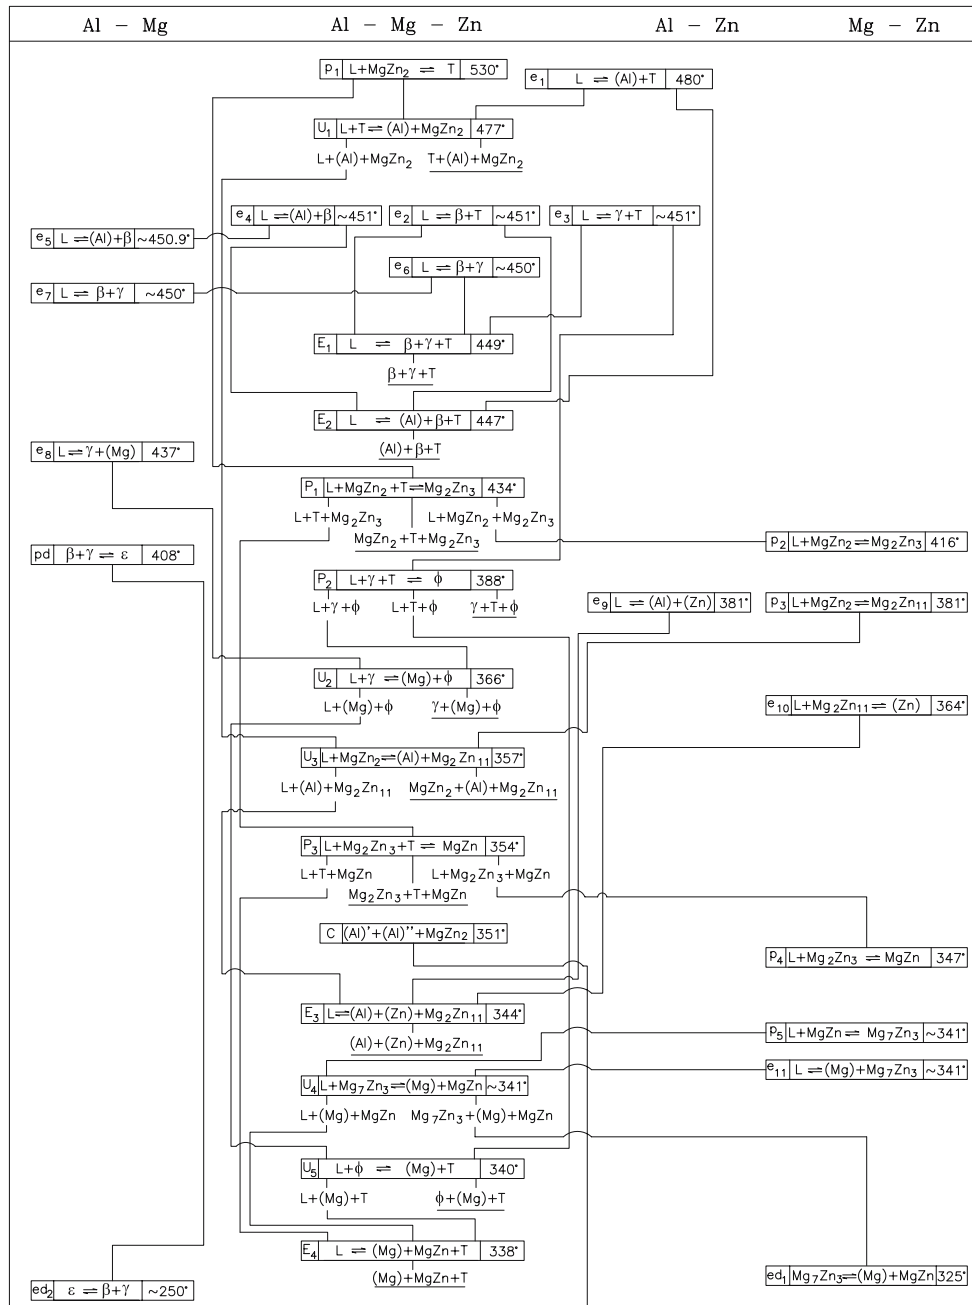 Al – Mg    Al – Mg – Zn    Al – Zn    Mg – Zn
p₁ L+MgZn₂ ⇌ T 530°
e₁ L ⇌ (Al)+T 480°
U₁ L+T⇌(Al)+MgZn₂ 477°
L+(Al)+MgZn₂    T+(Al)+MgZn₂
e₄ L⇌(Al)+β ~451°    e₂ L ⇌ β+T ~451°    e₃ L ⇌ γ+T ~451°
e₅ L⇌(Al)+β ~450.9°
e₆ L ⇌ β+γ ~450°
e₇ L ⇌ β+γ ~450°
E₁ L ⇌ β+γ+T 449°
β+γ+T
E₂ L ⇌ (Al)+β+T 447°
(Al)+β+T
e₈ L⇌γ+(Mg) 437°
P₁ L+MgZn₂+T⇌Mg₂Zn₃ 434°
L+T+Mg₂Zn₃    L+MgZn₂+Mg₂Zn₃
MgZn₂+T+Mg₂Zn₃
p₂ L+MgZn₂⇌Mg₂Zn₃ 416°
pd β+γ ⇌ ε 408°
P₂ L+γ+T ⇌ ϕ 388°
L+γ+ϕ    L+T+ϕ    γ+T+ϕ
e₉ L ⇌ (Al)+(Zn) 381°    p₃ L+MgZn₂⇌Mg₂Zn₁₁ 381°
U₂ L+γ ⇌(Mg)+ϕ 366°
L+(Mg)+ϕ    γ+(Mg)+ϕ
e₁₀ L+Mg₂Zn₁₁⇌ (Zn) 364°
U₃ L+MgZn₂⇌(Al)+Mg₂Zn₁₁ 357°
L+(Al)+Mg₂Zn₁₁    MgZn₂+(Al)+Mg₂Zn₁₁
P₃ L+Mg₂Zn₃+T ⇌ MgZn 354°
L+T+MgZn    L+Mg₂Zn₃+MgZn
Mg₂Zn₃+T+MgZn
C (Al)'+(Al)''+MgZn₂ 351°
p₄ L+Mg₂Zn₃ ⇌ MgZn 347°
E₃ L⇌(Al)+(Zn)+Mg₂Zn₁₁ 344°
(Al)+(Zn)+Mg₂Zn₁₁
p₅ L+MgZn⇌ Mg₇Zn₃ ~341°
e₁₁ L ⇌(Mg)+Mg₇Zn₃ ~341°
U₄ L+Mg₇Zn₃⇌(Mg)+MgZn ~341°
L+(Mg)+MgZn    Mg₇Zn₃+(Mg)+MgZn
U₅ L+ϕ ⇌ (Mg)+T 340°
L+(Mg)+T    ϕ+(Mg)+T
E₄ L ⇌ (Mg)+MgZn+T 338°
(Mg)+MgZn+T
ed₁ Mg₇Zn₃⇌(Mg)+MgZn 325°
ed₂ ε ⇌β+γ ~250°